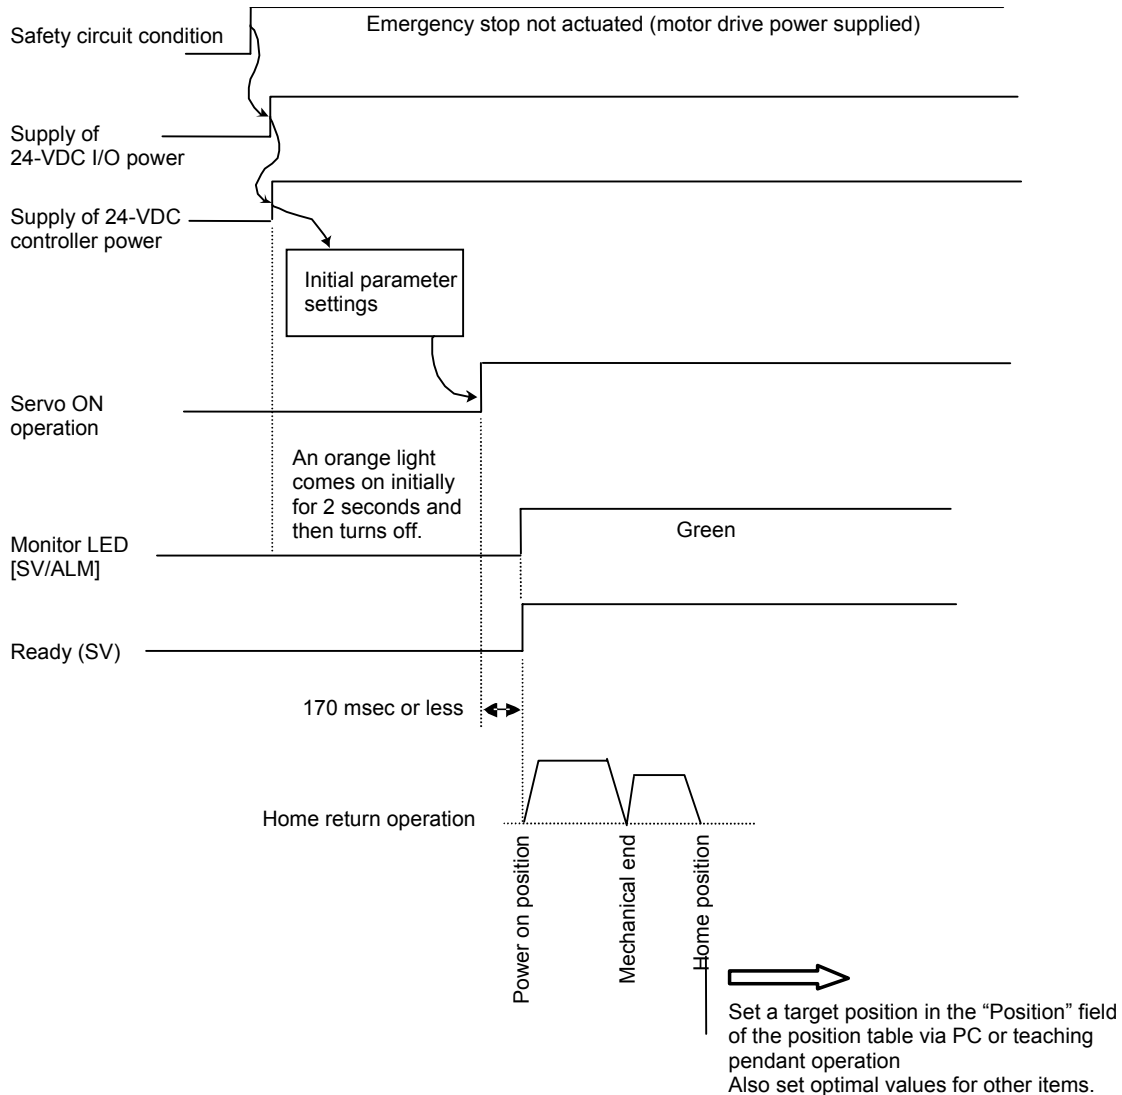 Emergency stop not actuated (motor drive power supplied)
Safety circuit condition
Supply of
24-VDC I/O power
Supply of 24-VDC
controller power
Initial parameter
settings
Servo ON
operation
An orange light
comes on initially
for 2 seconds and
then turns off.
Monitor LED
[SV/ALM]
Green
Ready (SV)
170 msec or less
Home return operation
Power on position
Mechanical end
Home position
Set a target position in the “Position” field
of the position table via PC or teaching
pendant operation
Also set optimal values for other items.